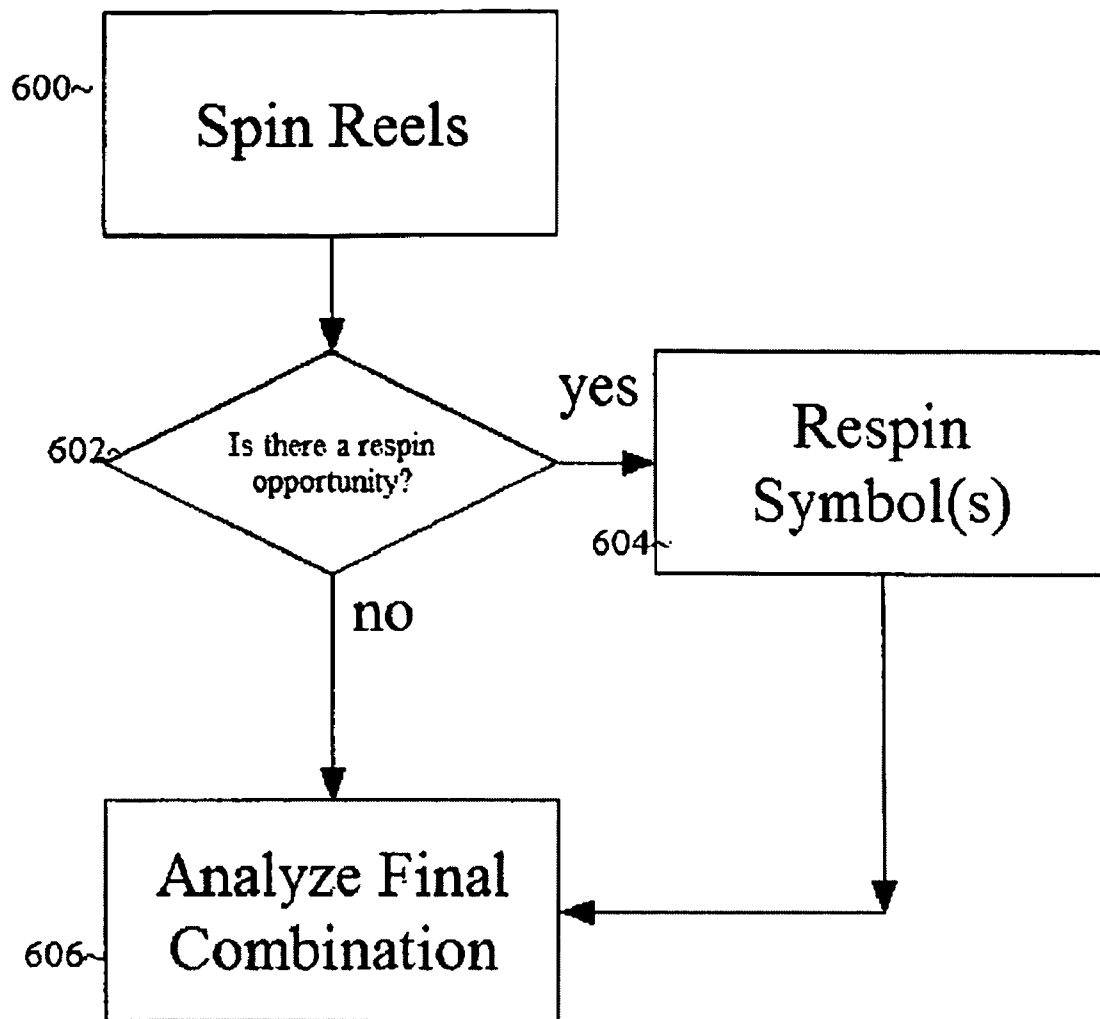 600~
Spin Reels
602~
Is there a respin
opportunity?
yes
Respin
Symbol(s)
604~
no
Analyze Final
Combination
606~